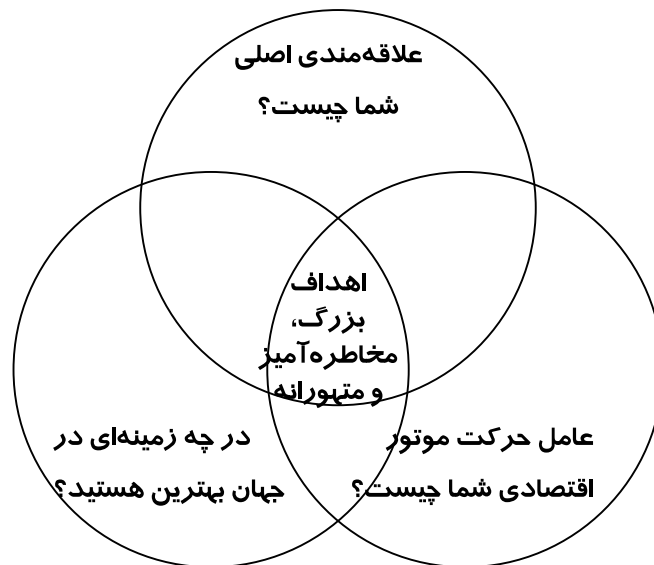 علاقه‌مندی اصلی
شما چیست؟
اهداف
بزرگ،
مخاطره‌آمیز
و متهورانه
عامل حرکت موتور
اقتصادی شما چیست؟
در چه زمینه‌ای در
جهان بهترین هستید؟